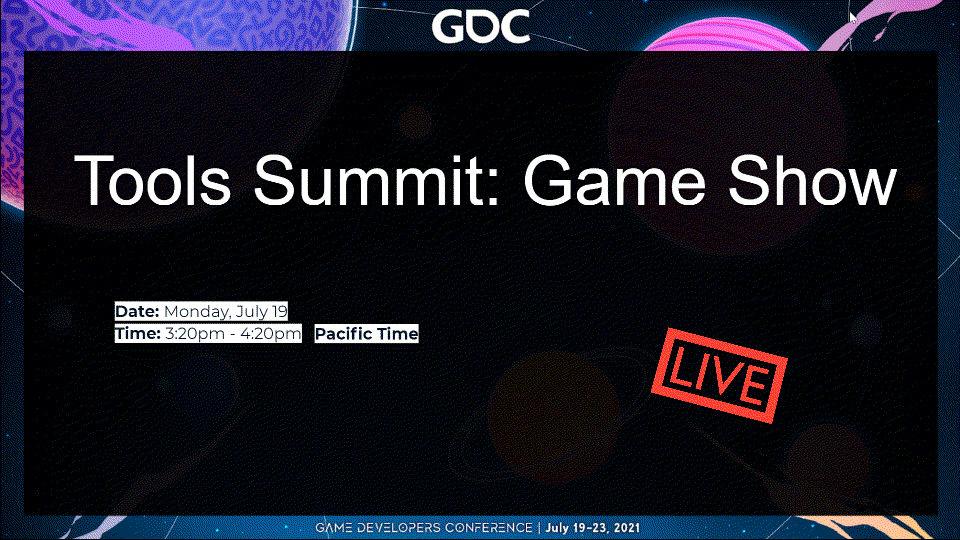 GDC
Tools Summit: Game Show
Date: Monday, July 19
Time: 3:20pm - 4:20pm Pacific Time
LIVE
GAME DEVELOPERS CONFERENCE | July 19-23, 2021